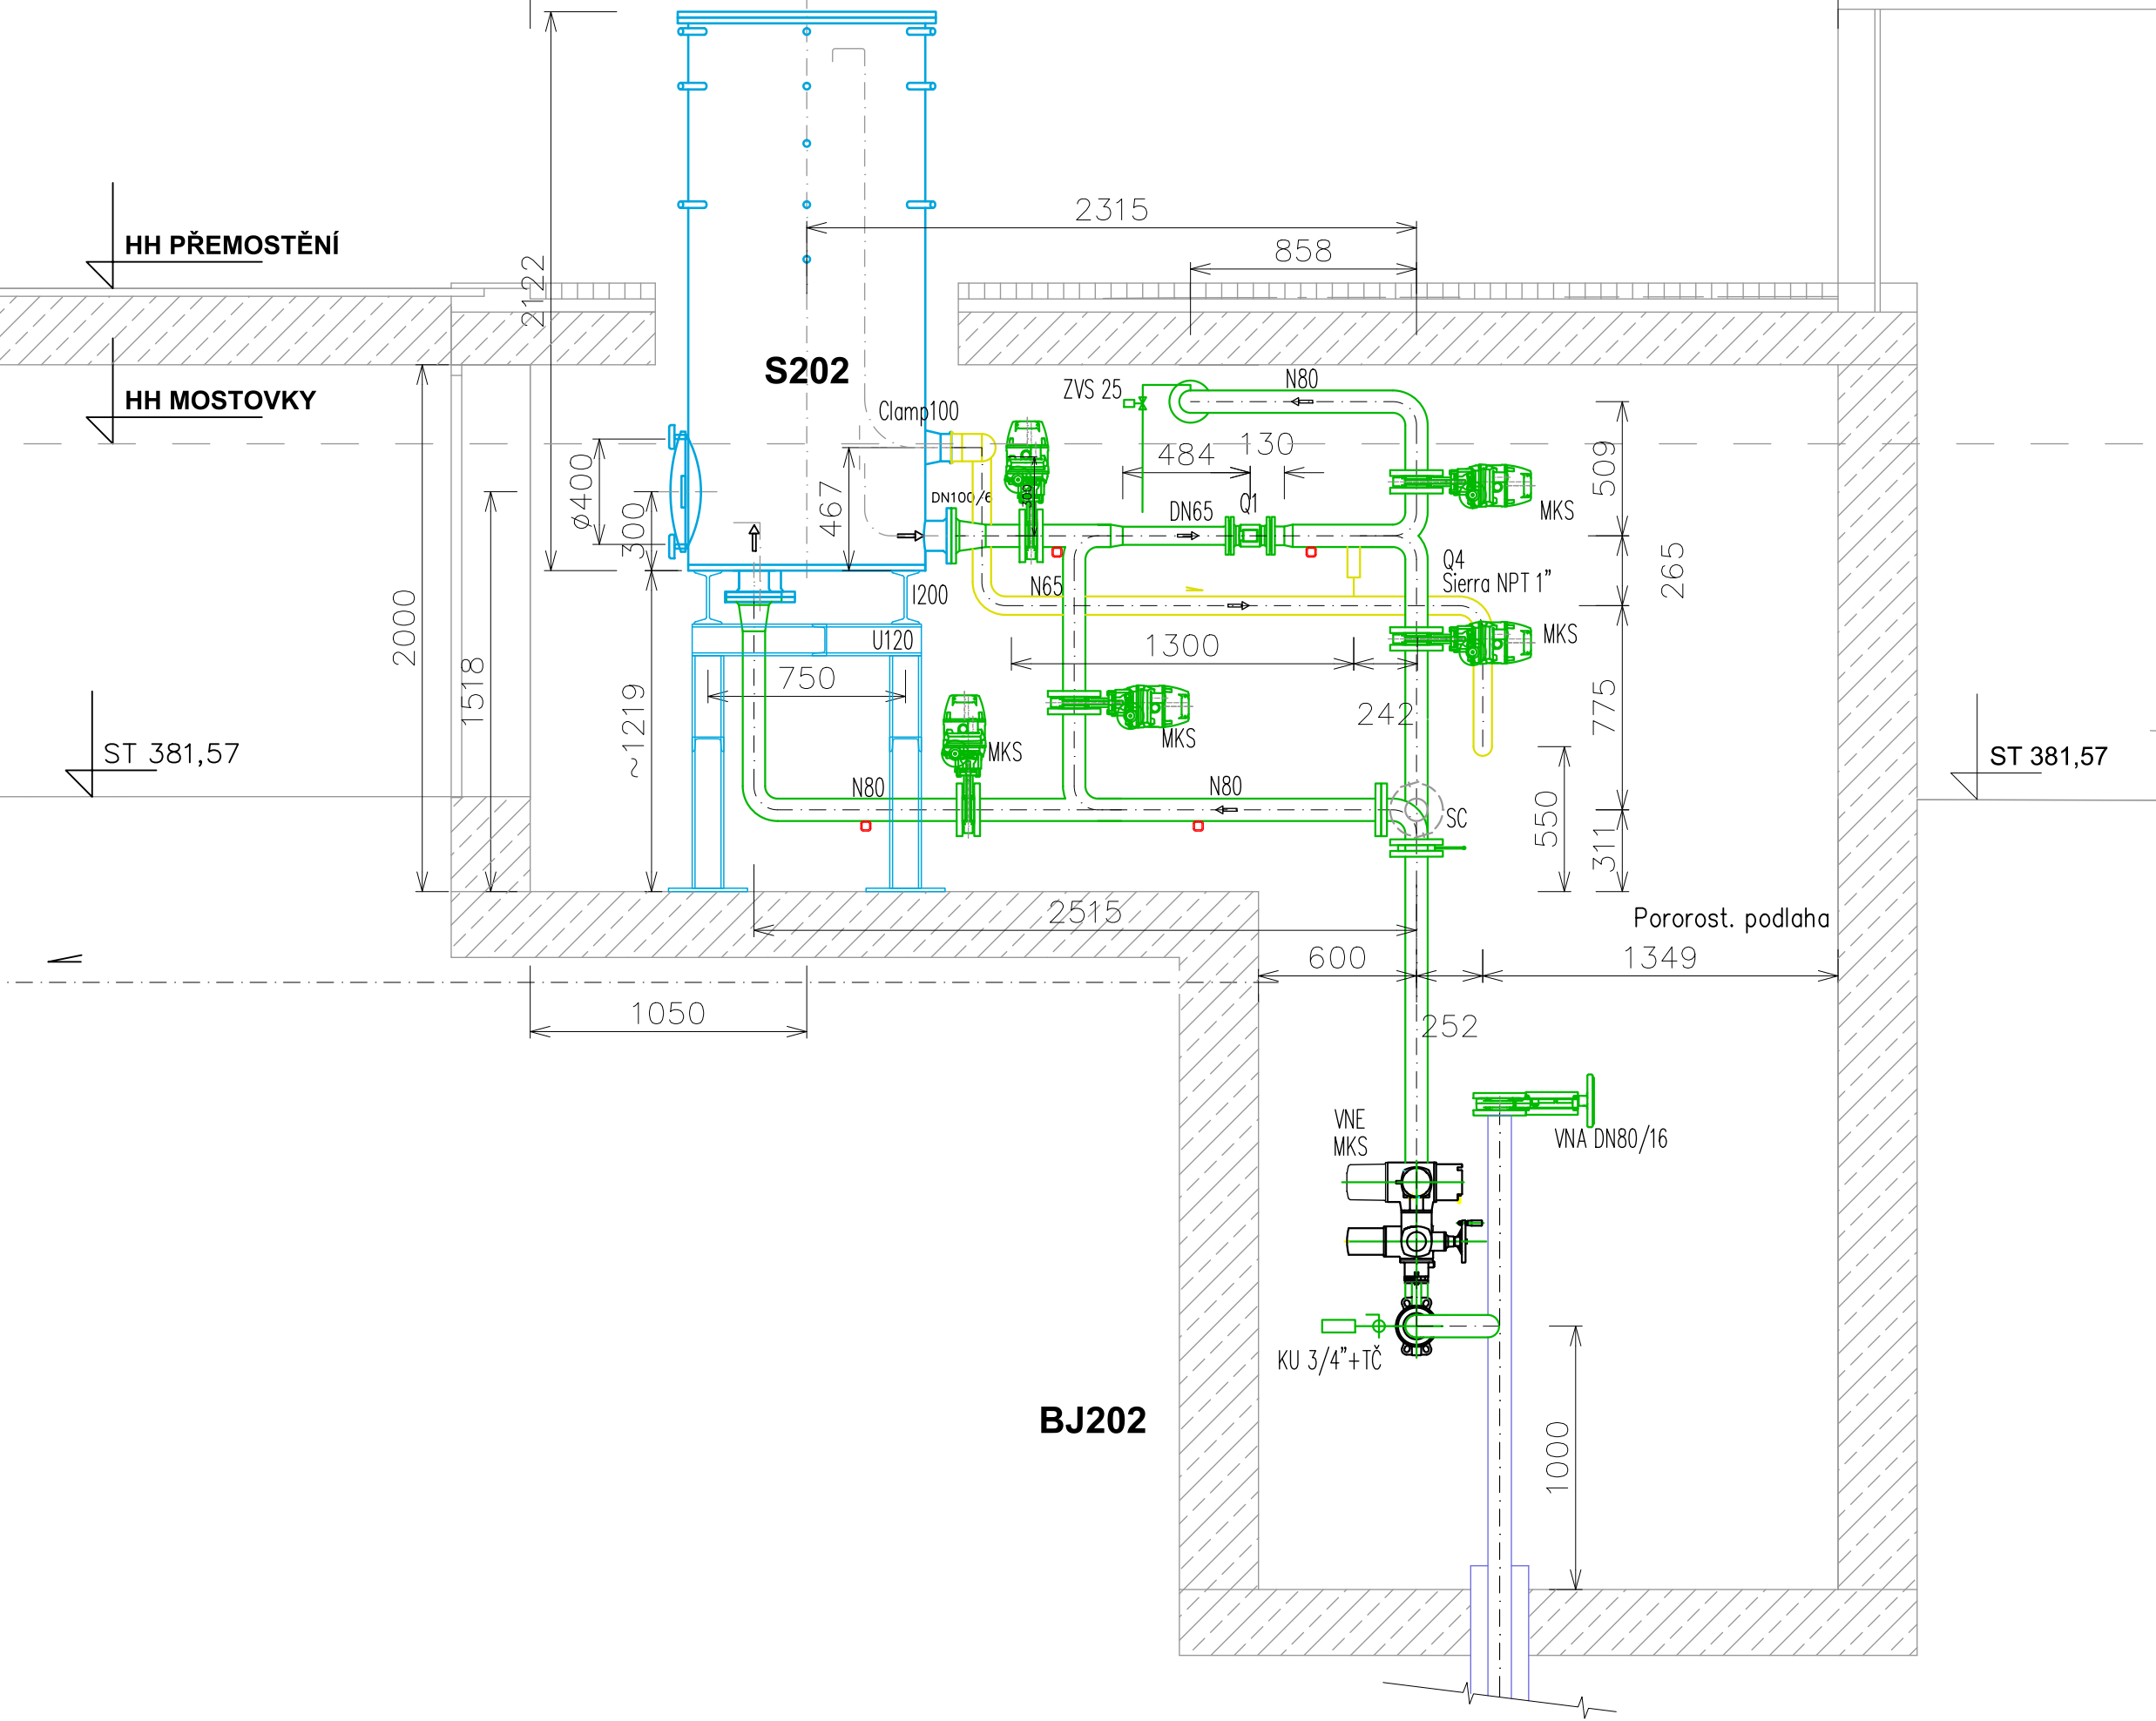 2315
HH PŘEMOSTĚNÍ
858
2122
S202
ZVS 25
N80
HH MOSTOVKY
Clamp100
484
130
509
ø400
300
467
DN100/6
300
DN65
Q1
MKS
265
Q4
Sierra NPT 1"
I200
N65
2000
U120
MKS
1300
750
1518
~1219
242
775
MKS
MKS
ST 381,57
ST 381,57
N80
N80
SC
550
311
2515
Pororost. podlaha
600
1349
1050
252
VNE
MKS
VNA DN80/16
KU 3/4"+TČ
BJ202
1000